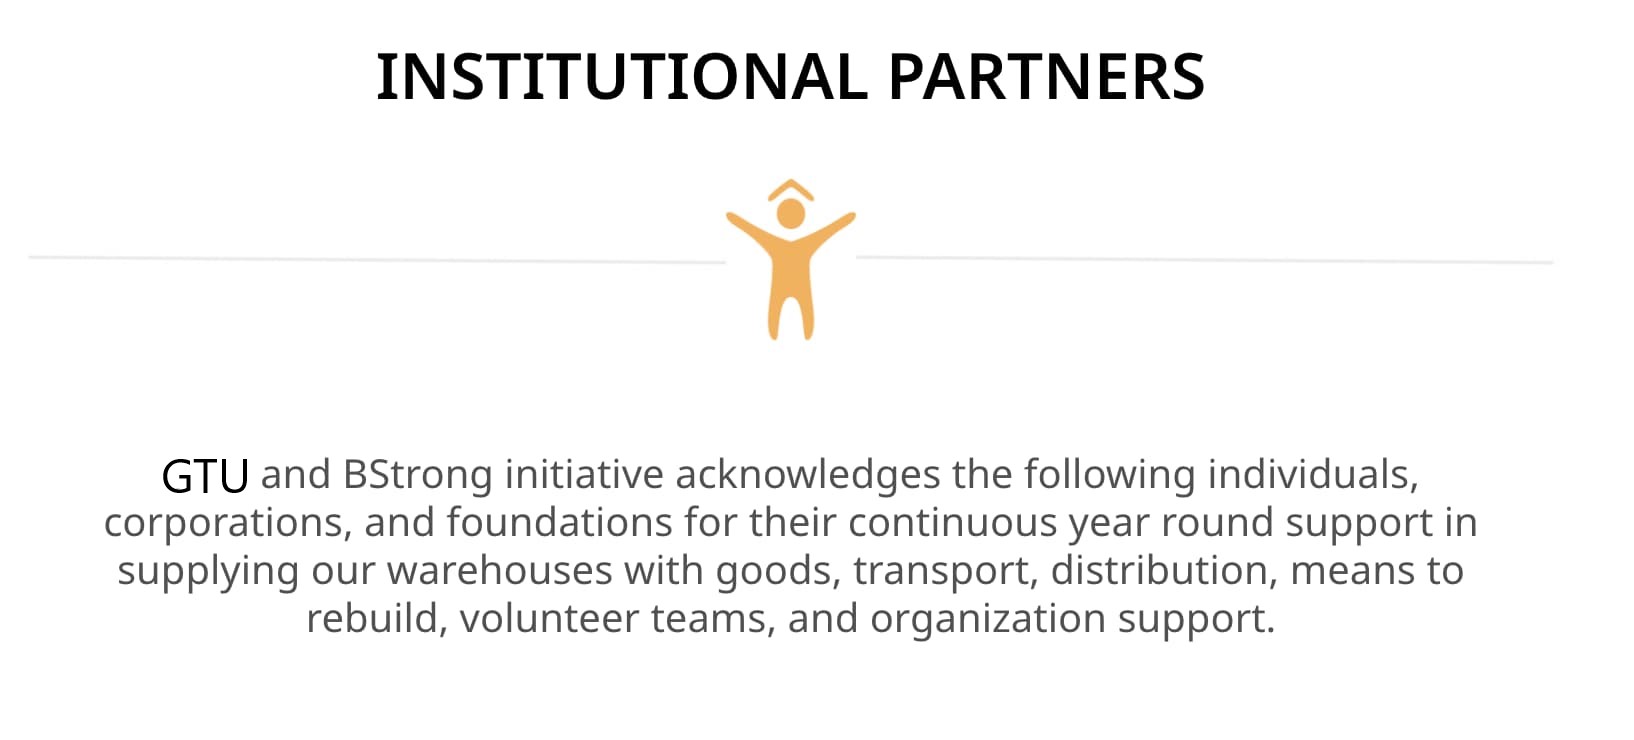 INSTITUTIONAL PARTNERS
GTU and BStrong initiative acknowledges the following individuals,
corporations, and foundations for their continuous year round support in
supplying our warehouses with goods, transport, distribution, means to
rebuild, volunteer teams, and organization support.